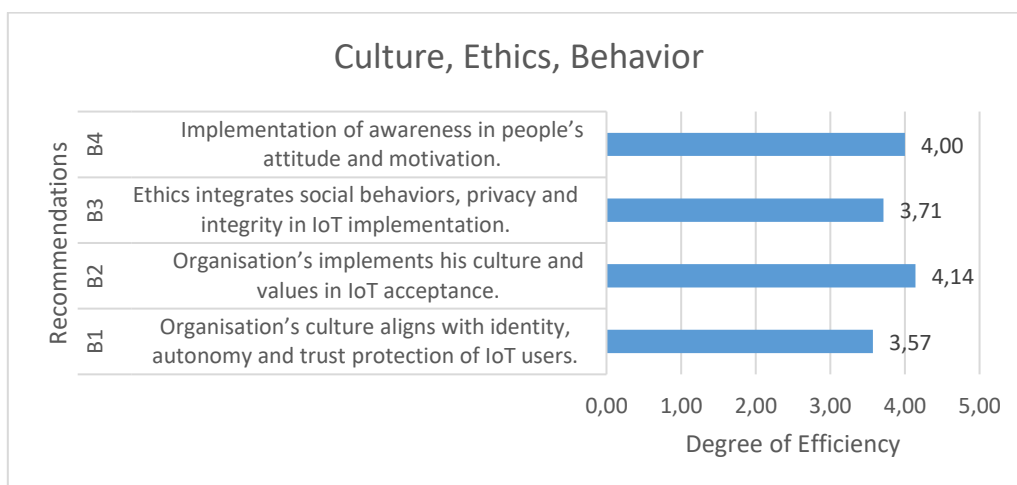 Culture, Ethics, Behavior
Recommendations
B4
Implementation of awareness in people’s
attitude and motivation.
4,00
B3
Ethics integrates social behaviors, privacy and
integrity in IoT implementation.
3,71
B2
Organisation’s implements his culture and
values in IoT acceptance.
4,14
B1
Organisation’s culture aligns with identity,
autonomy and trust protection of IoT users.
3,57
0,00 1,00 2,00 3,00 4,00 5,00
Degree of Efficiency